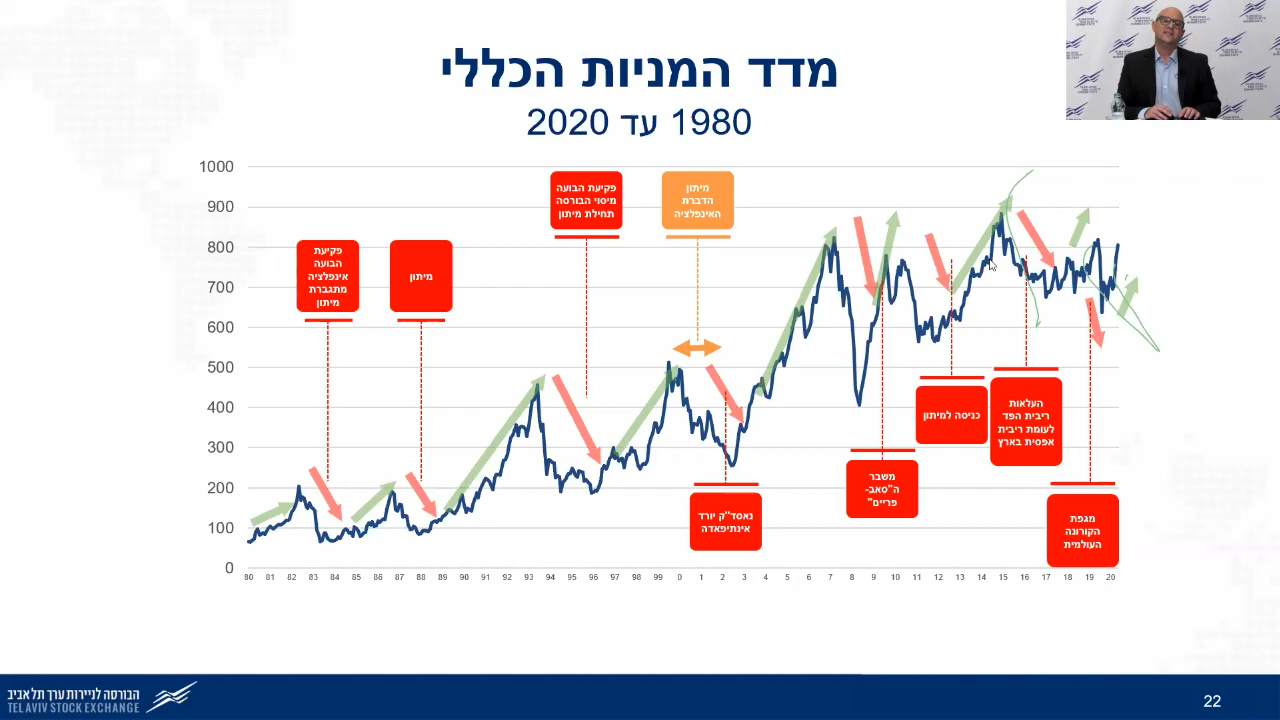 מדד המניות הכללי
1980 עד 2020
1000
900
800
700
600
500
400
300
200
100
0
פקיעת
הבועה
אינפלציה
מתגברת
מיתון
מיתון
פקיעת הבועה
מיסוי הבורסה
תחילת מיתון
מיתון
הדברת
האינפלציה
נאסד"ק יורד
אינתיפאדה
משבר
ה"סאב-
פריים"
כניסה למיתון
העלאות
ריבית הפד
לעומת ריבית
אפסית בארץ
מגפת
הקורונה
העולמית
80 81 82 83 84 85 86 87 88 89 90 91 92 93 94 95 96 97 98 99 0 1 2 3 4 5 6 7 8 9 10 11 12 13 14 15 16 17 18 19 20
הבורסה לניירות ערך תל אביב
TEL AVIV STOCK EXCHANGE
22